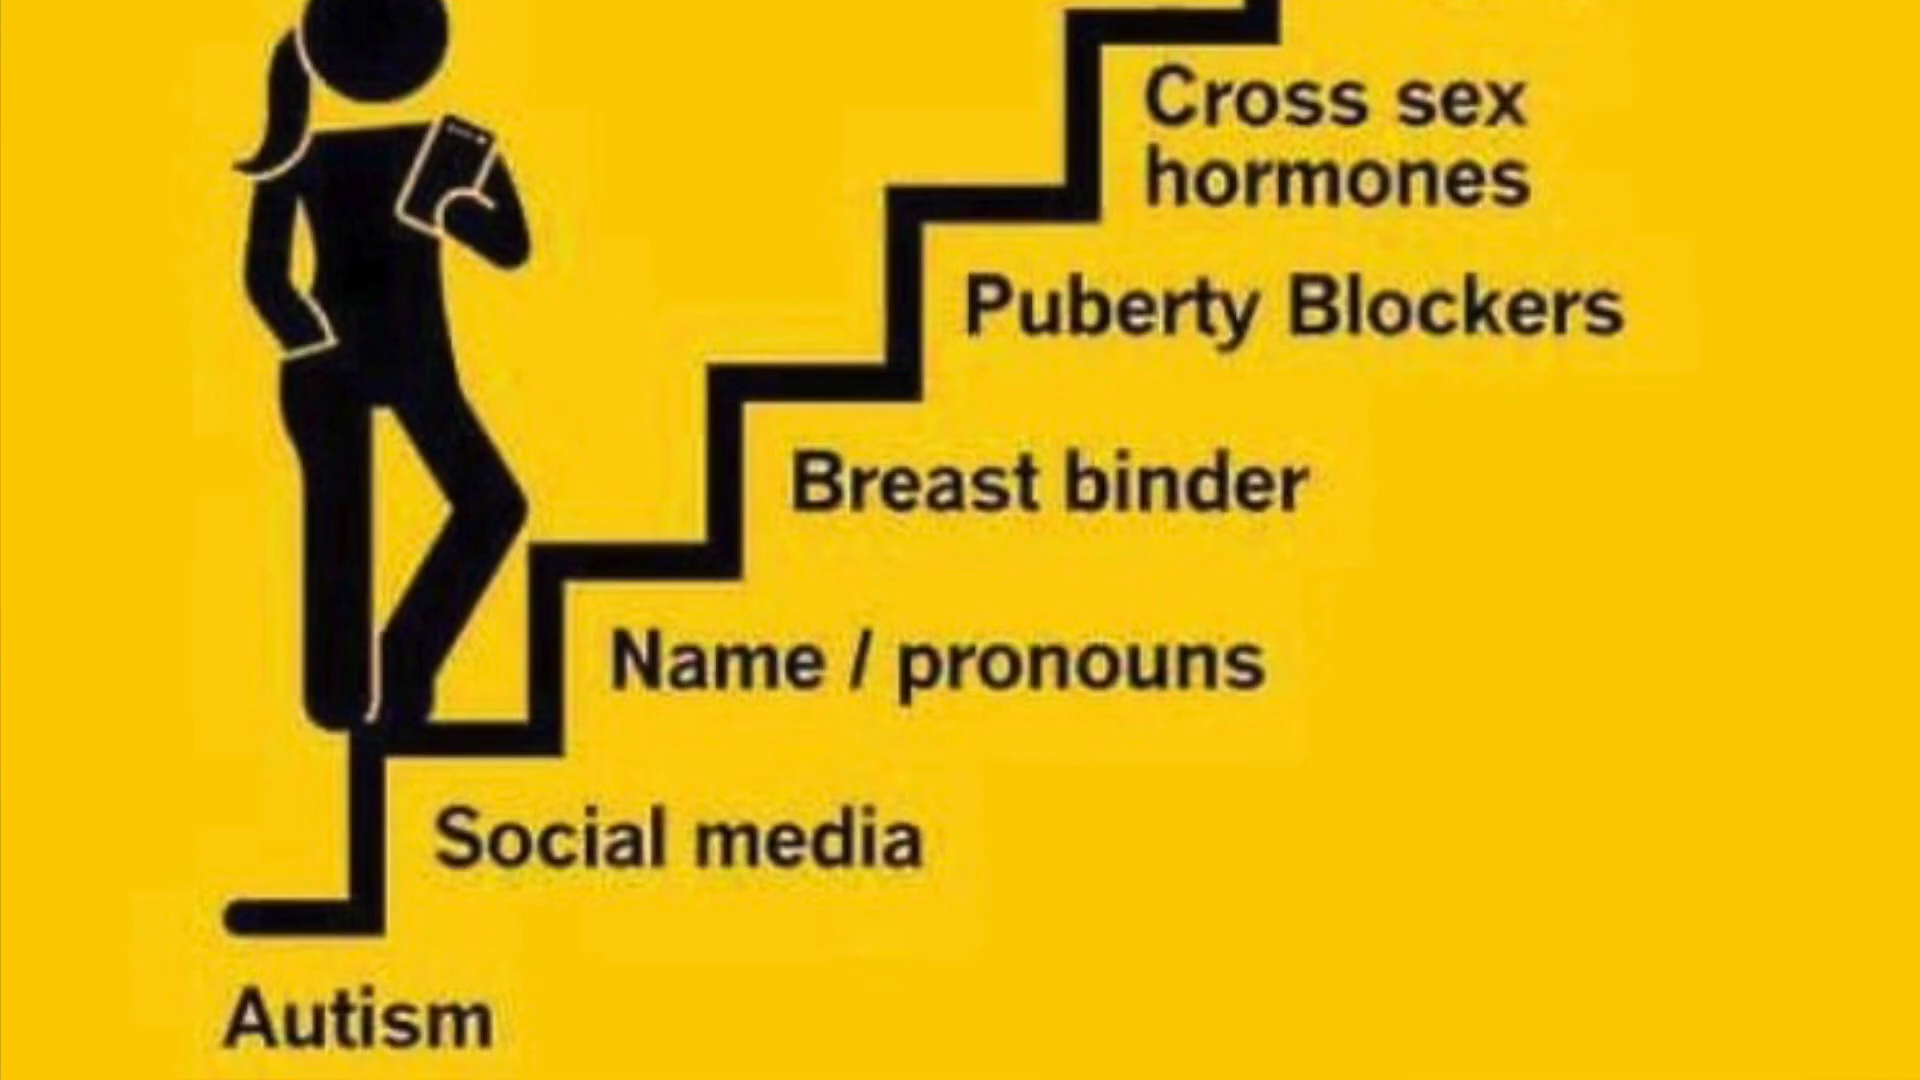 Cross sex
hormones
Puberty Blockers
Breast binder
Name / pronouns
Social media
Autism